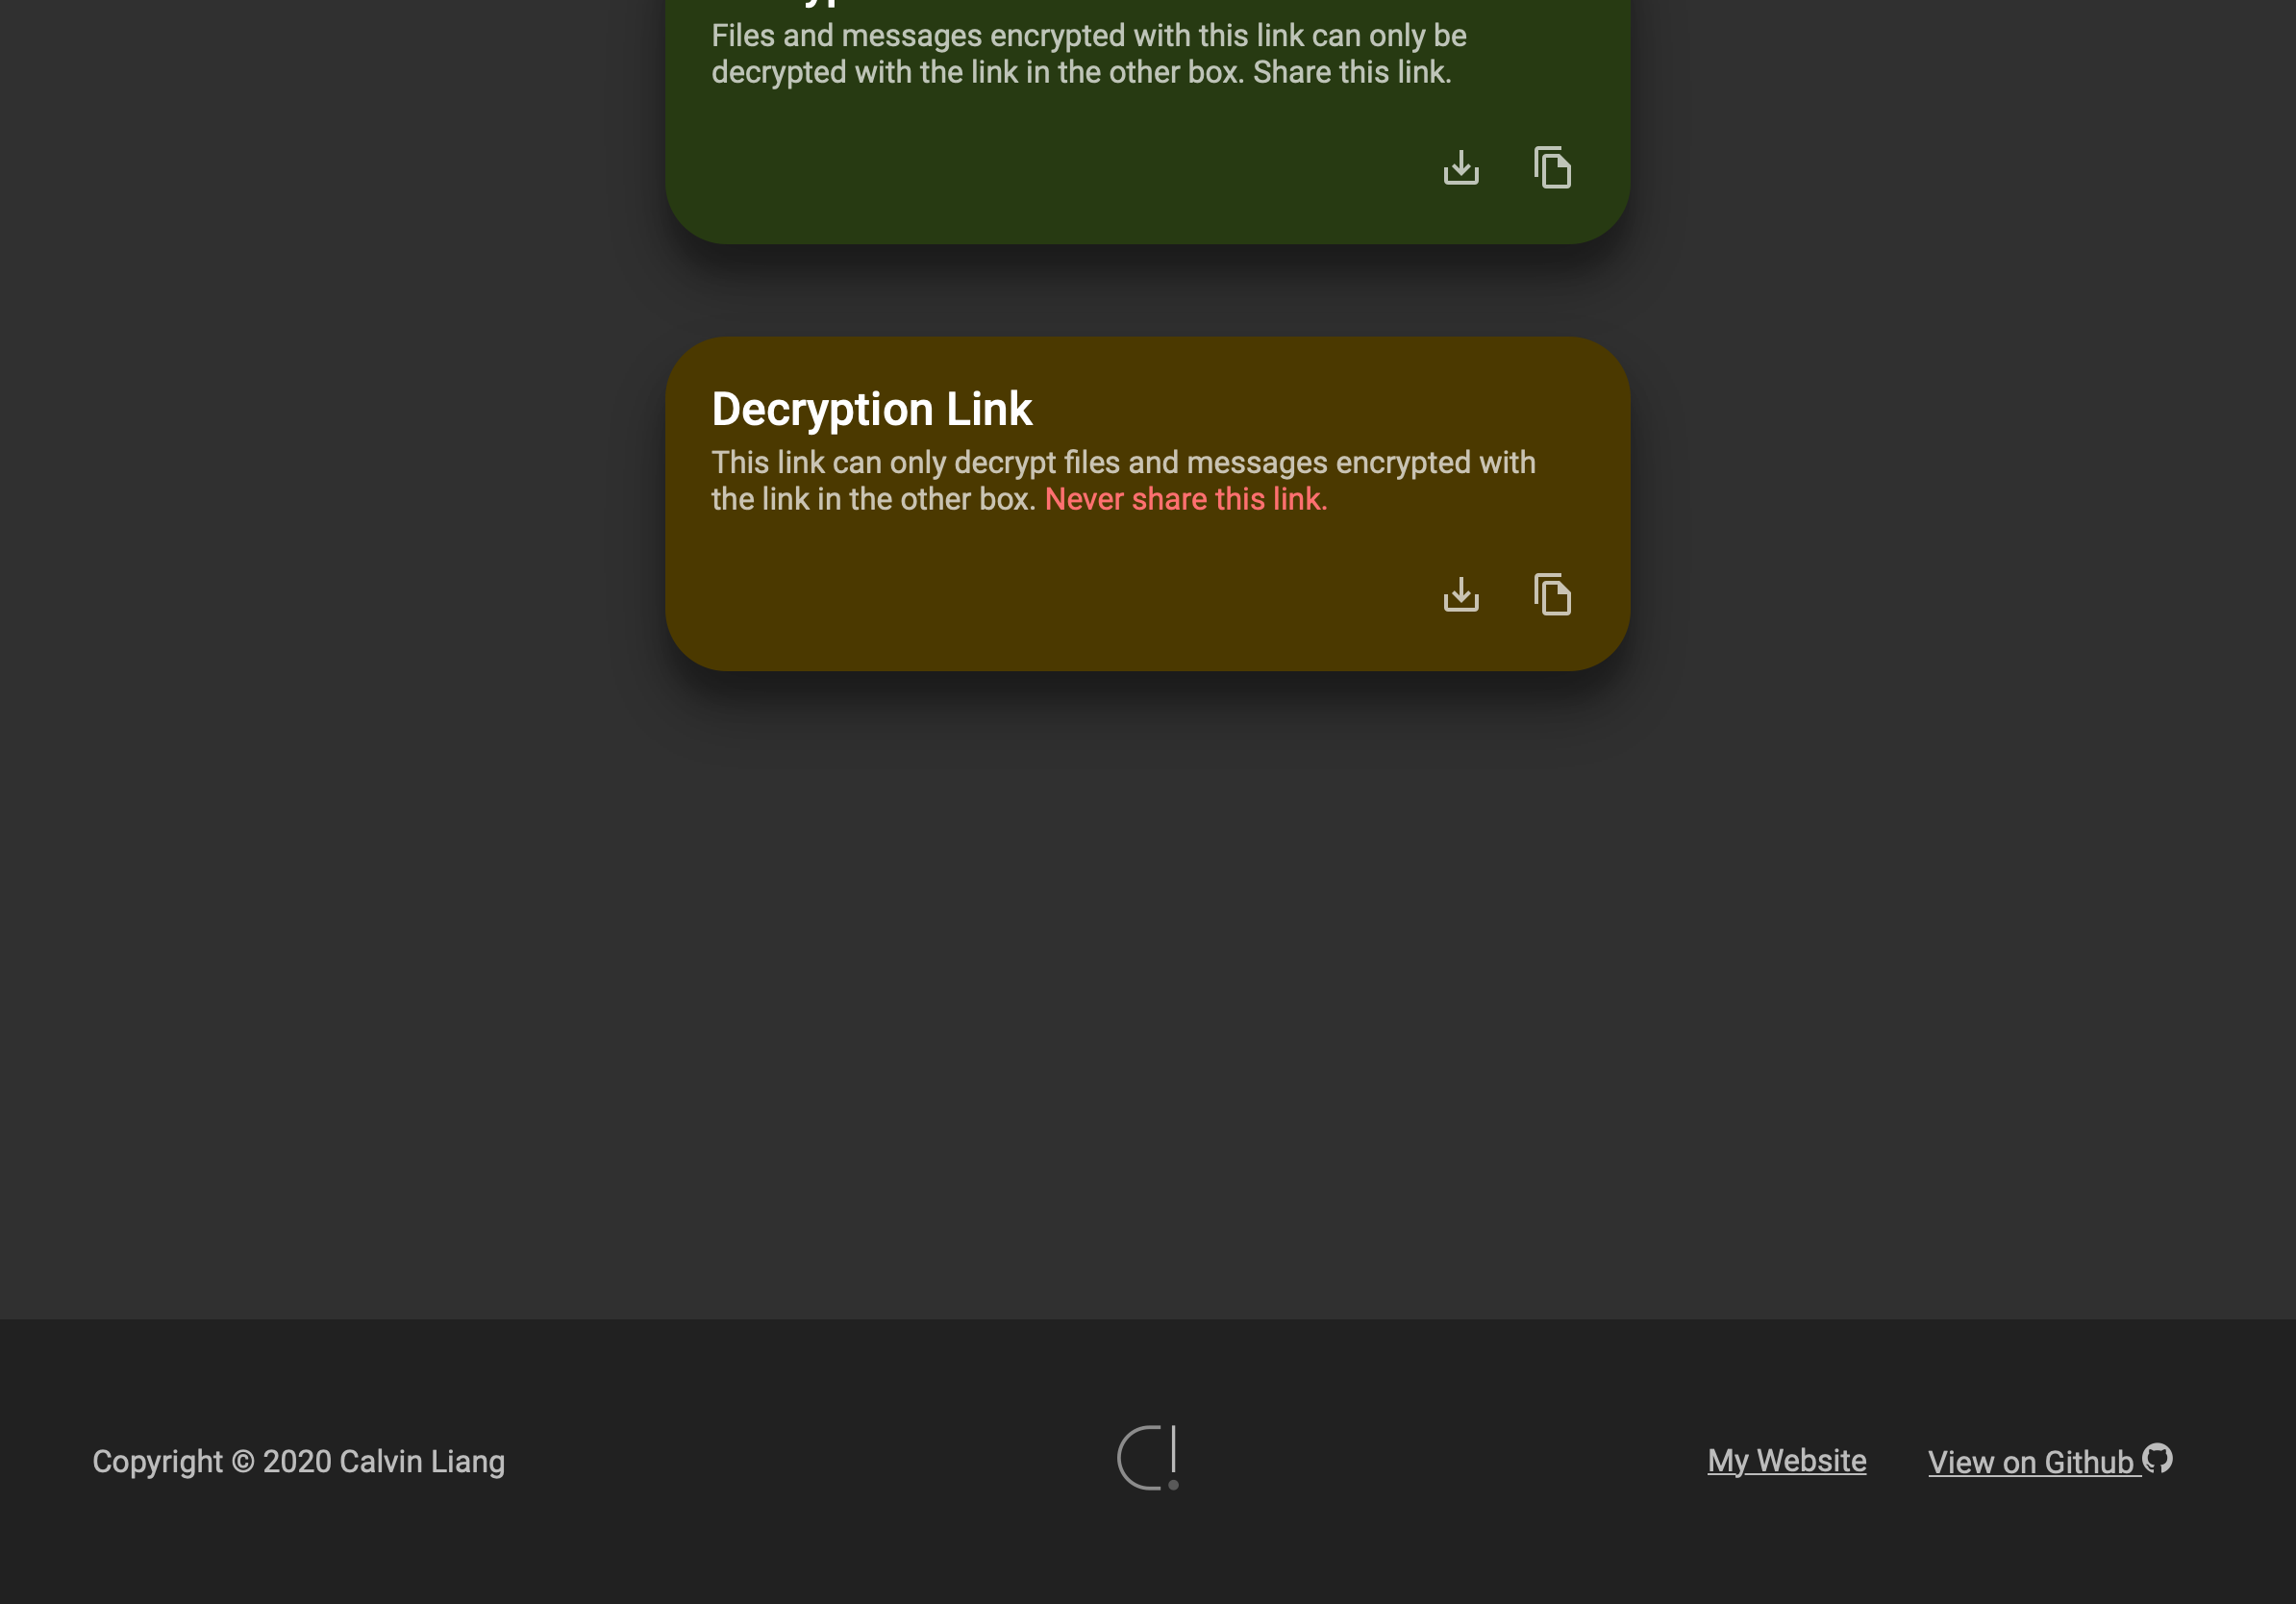 Files and messages encrypted with this link can only be
decrypted with the link in the other box. Share this link.
Decryption Link
This link can only decrypt files and messages encrypted with
the link in the other box. Never share this link.
Copyright © 2020 Calvin Liang
My Website
View on Github